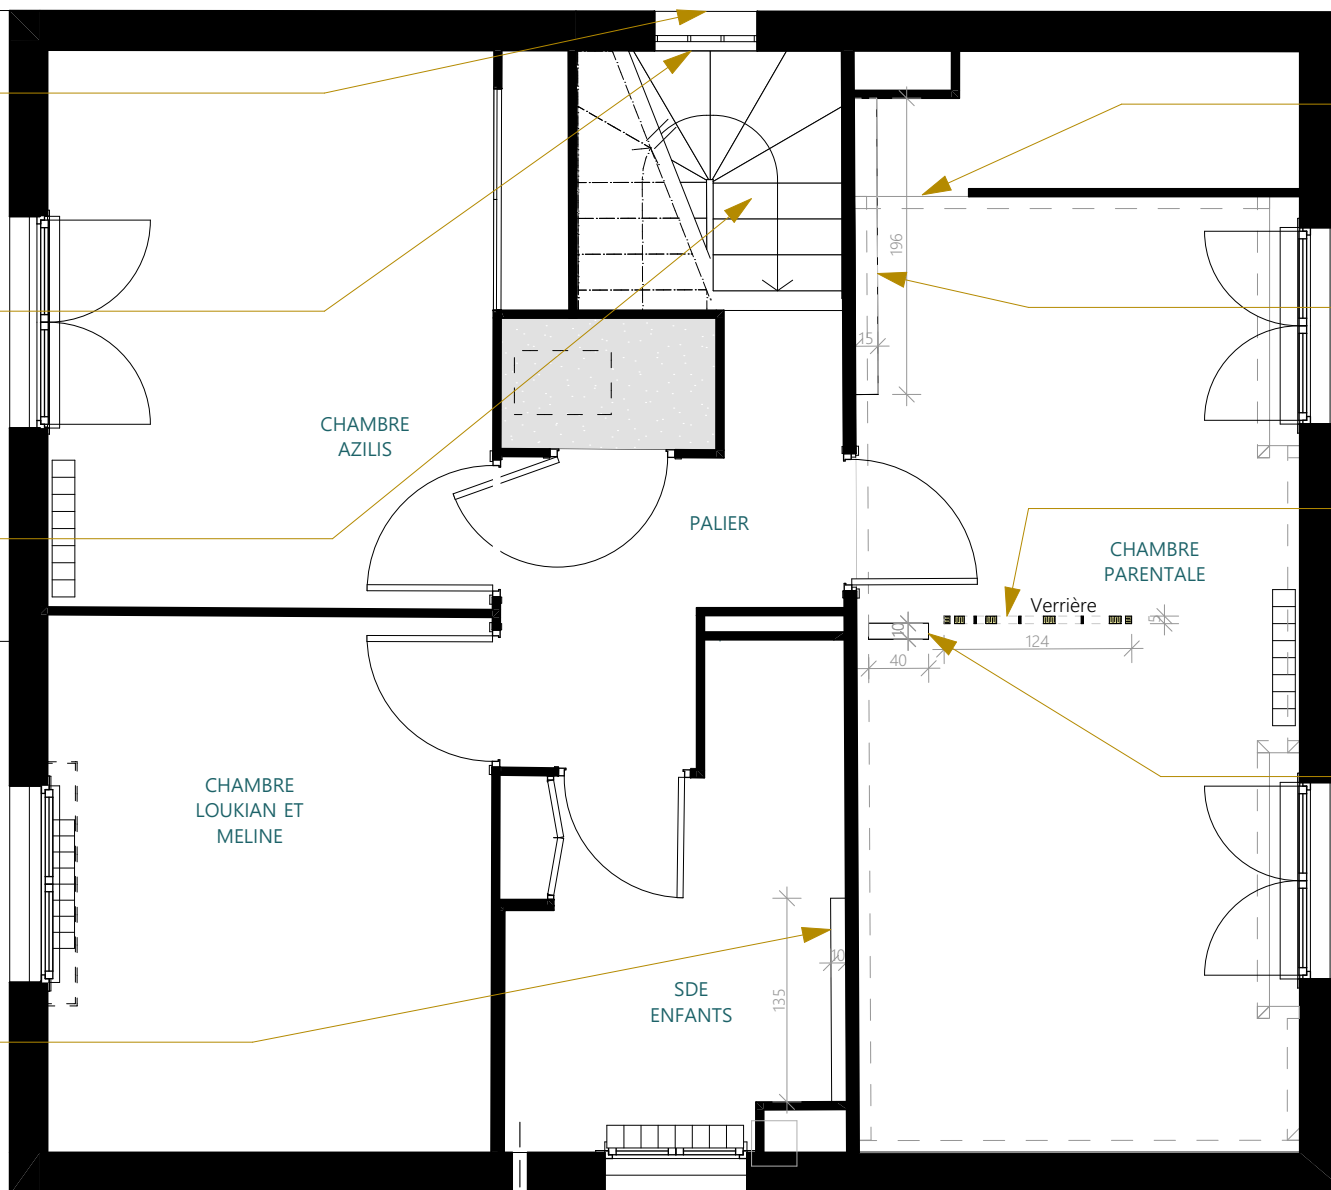 196
15
CHAMBRE
AZILIS
PALIER
CHAMBRE
PARENTALE
Verrière
10
5
124
40
CHAMBRE
LOUKIAN ET
MELINE
SDE
ENFANTS
135
10